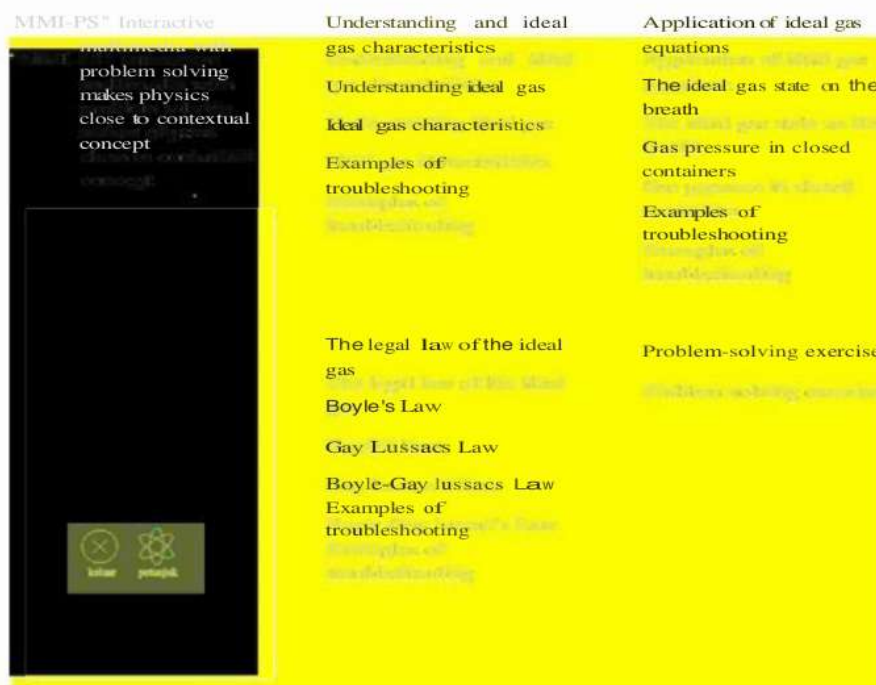 MMI-PS" Interactive
multimedia with
problem solving
makes physics
close to contextual
concept
Understanding and ideal
gas characteristics
Understanding ideal gas
Ideal gas characteristics
Examples of
troubleshooting
The legal law of the ideal
gas
Boyle's Law
Gay Lussacs Law
Boyle-Gay lussacs Law
Examples of
troubleshooting
Application of ideal gas
equations
The ideal gas state on the
breath
Gas pressure in closed
containers
Examples of
troubleshooting
Problem-solving exercise
keluar petunjuk